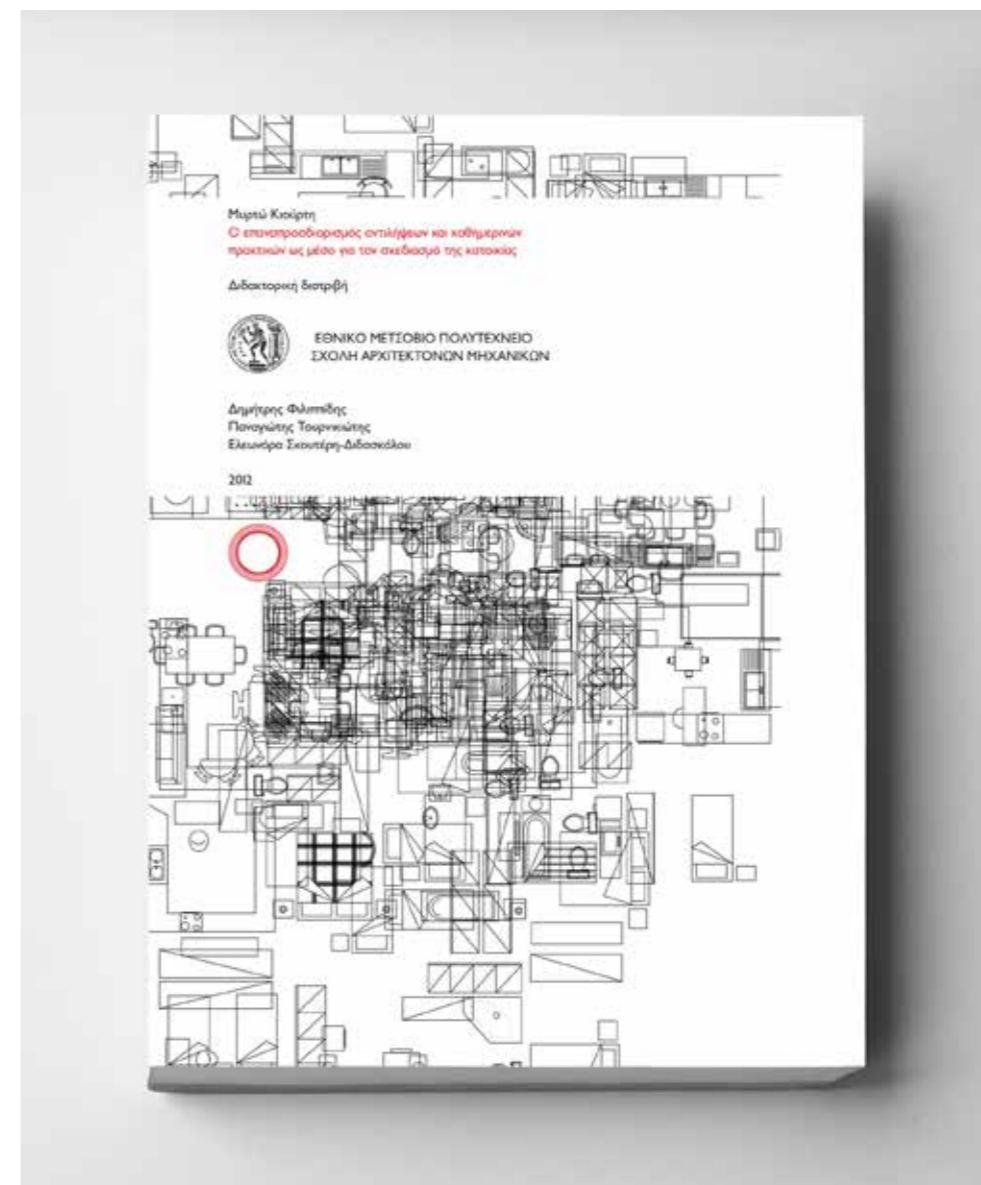 Μυρτώ Κιούρτη
Ο επαναπροσδιορισμός αντιλήψεων και καθημερινών
πρακτικών ως μέσο για τον σχεδιασμό της κατοικίας
Διδακτορική διατριβή
ΕΘΝΙΚΟ ΜΕΤΣΟΒΙΟ ΠΟΛΥΤΕΧΝΕΙΟ
ΣΧΟΛΗ ΑΡΧΙΤΕΚΤΟΝΩΝ ΜΗΧΑΝΙΚΩΝ
Δημήτρης Φιλιππίδης
Παναγιώτης Τουρνικιώτης
Ελεωνόρα Σκουτέρη-Διδασκάλου
2012